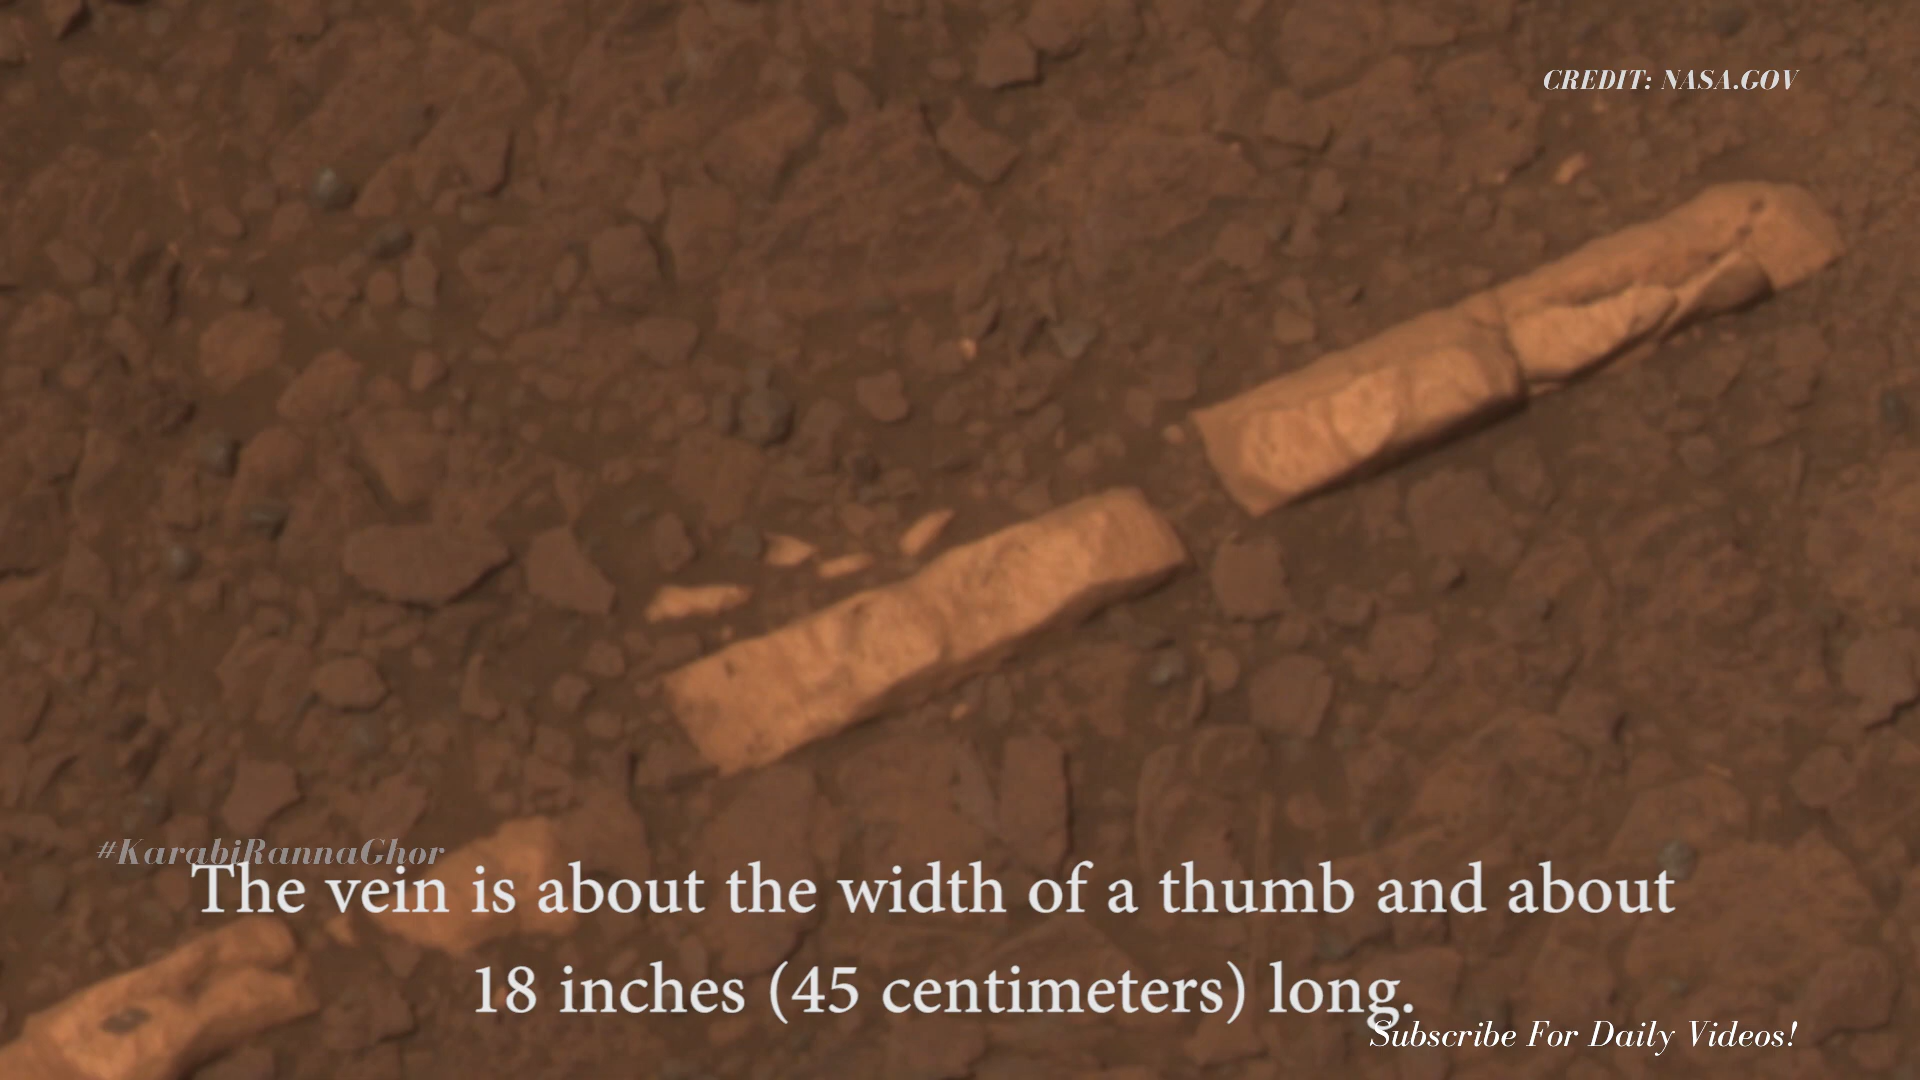 CREDIT: NASA.GOV
#KarabiRannaGhor
The vein is about the width of a thumb and about
18 inches (45 centimeters) long.
Subscribe For Daily Videos!